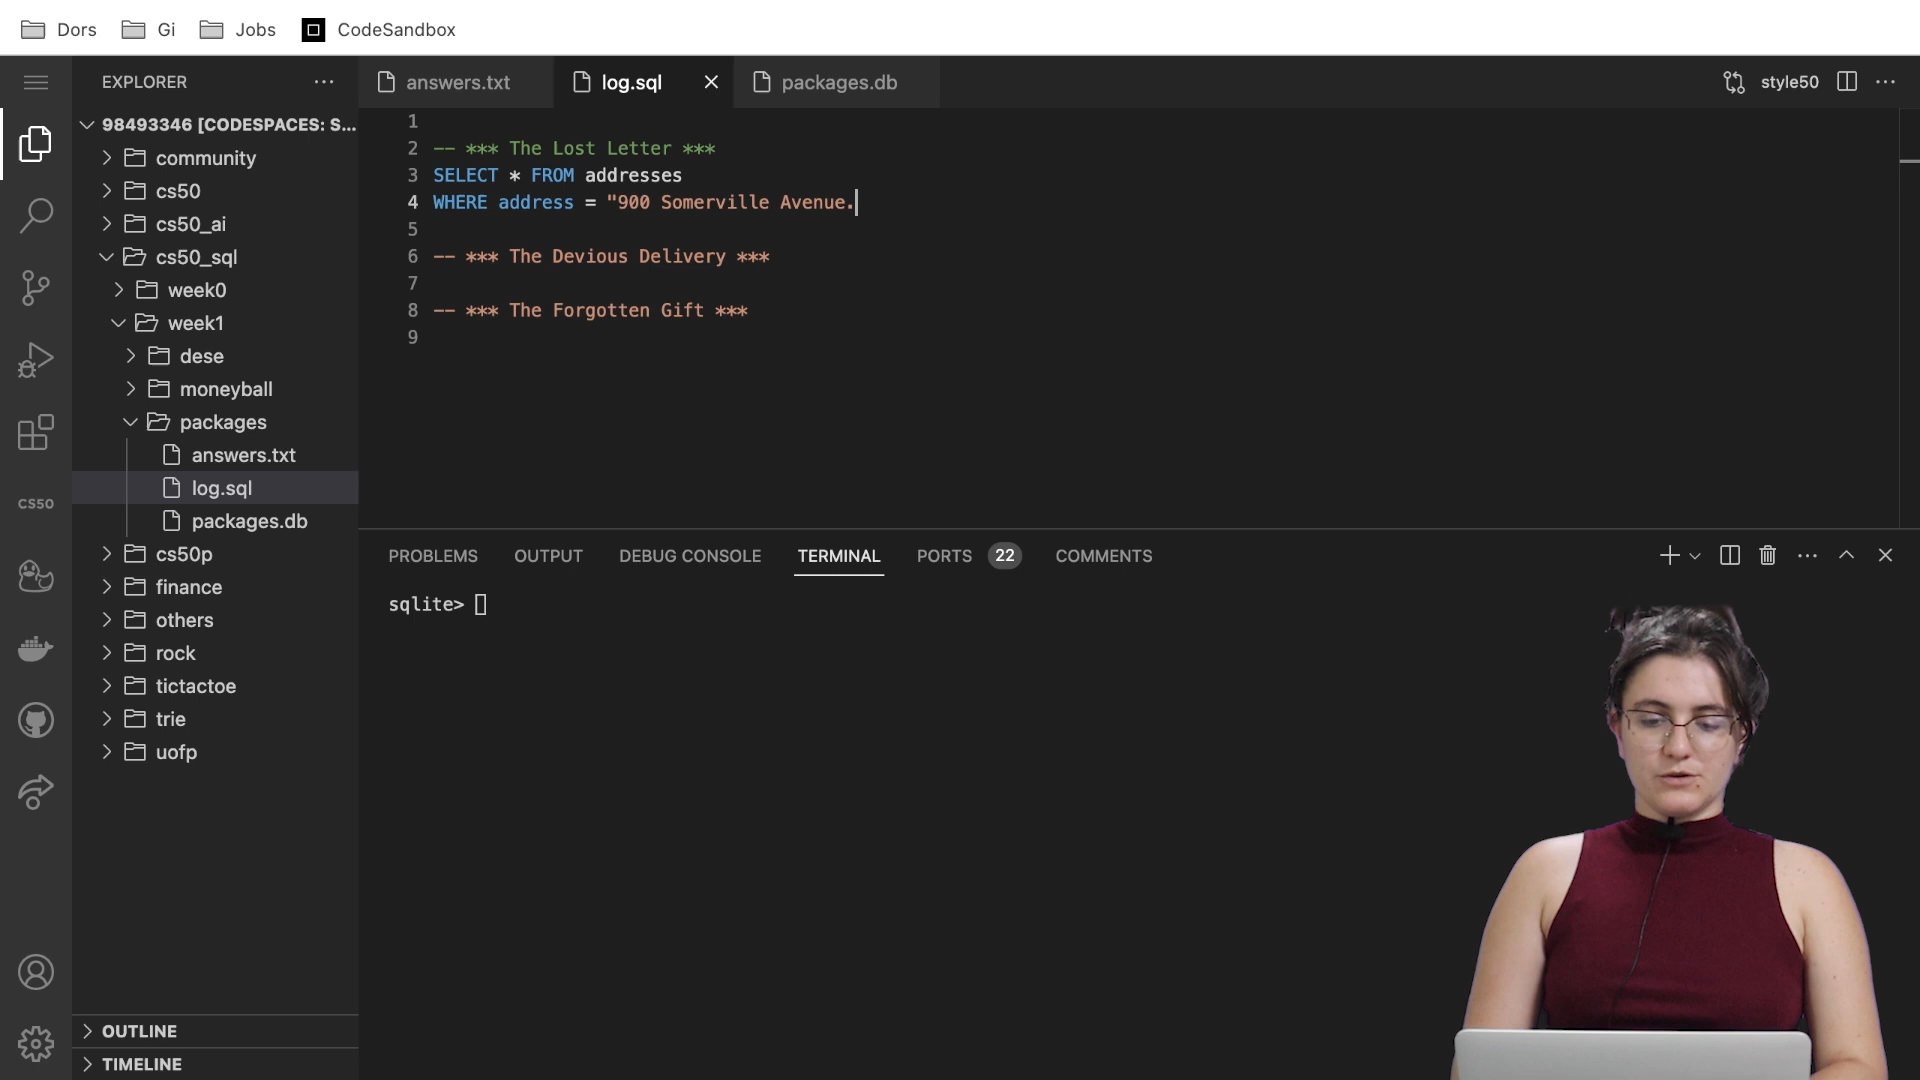 Dors Gi Jobs CodeSandbox
EXPLORER
98493346 [CODESPACES: S...
community
cs50
cs50_ai
cs50_sql
week0
week1
dese
moneyball
packages
answers.txt
log.sql
packages.db
cs50p
finance
others
rock
tictactoe
trie
uofp
OUTLINE
TIMELINE
CS50
answers.txt log.sql packages.db style50
1
2 -- *** The Lost Letter ***
3 SELECT * FROM addresses
4 WHERE address = "900 Somerville Avenue.
5
6 -- *** The Devious Delivery ***
7
8 -- *** The Forgotten Gift ***
9
PROBLEMS OUTPUT DEBUG CONSOLE TERMINAL PORTS 22 COMMENTS
sqlite>